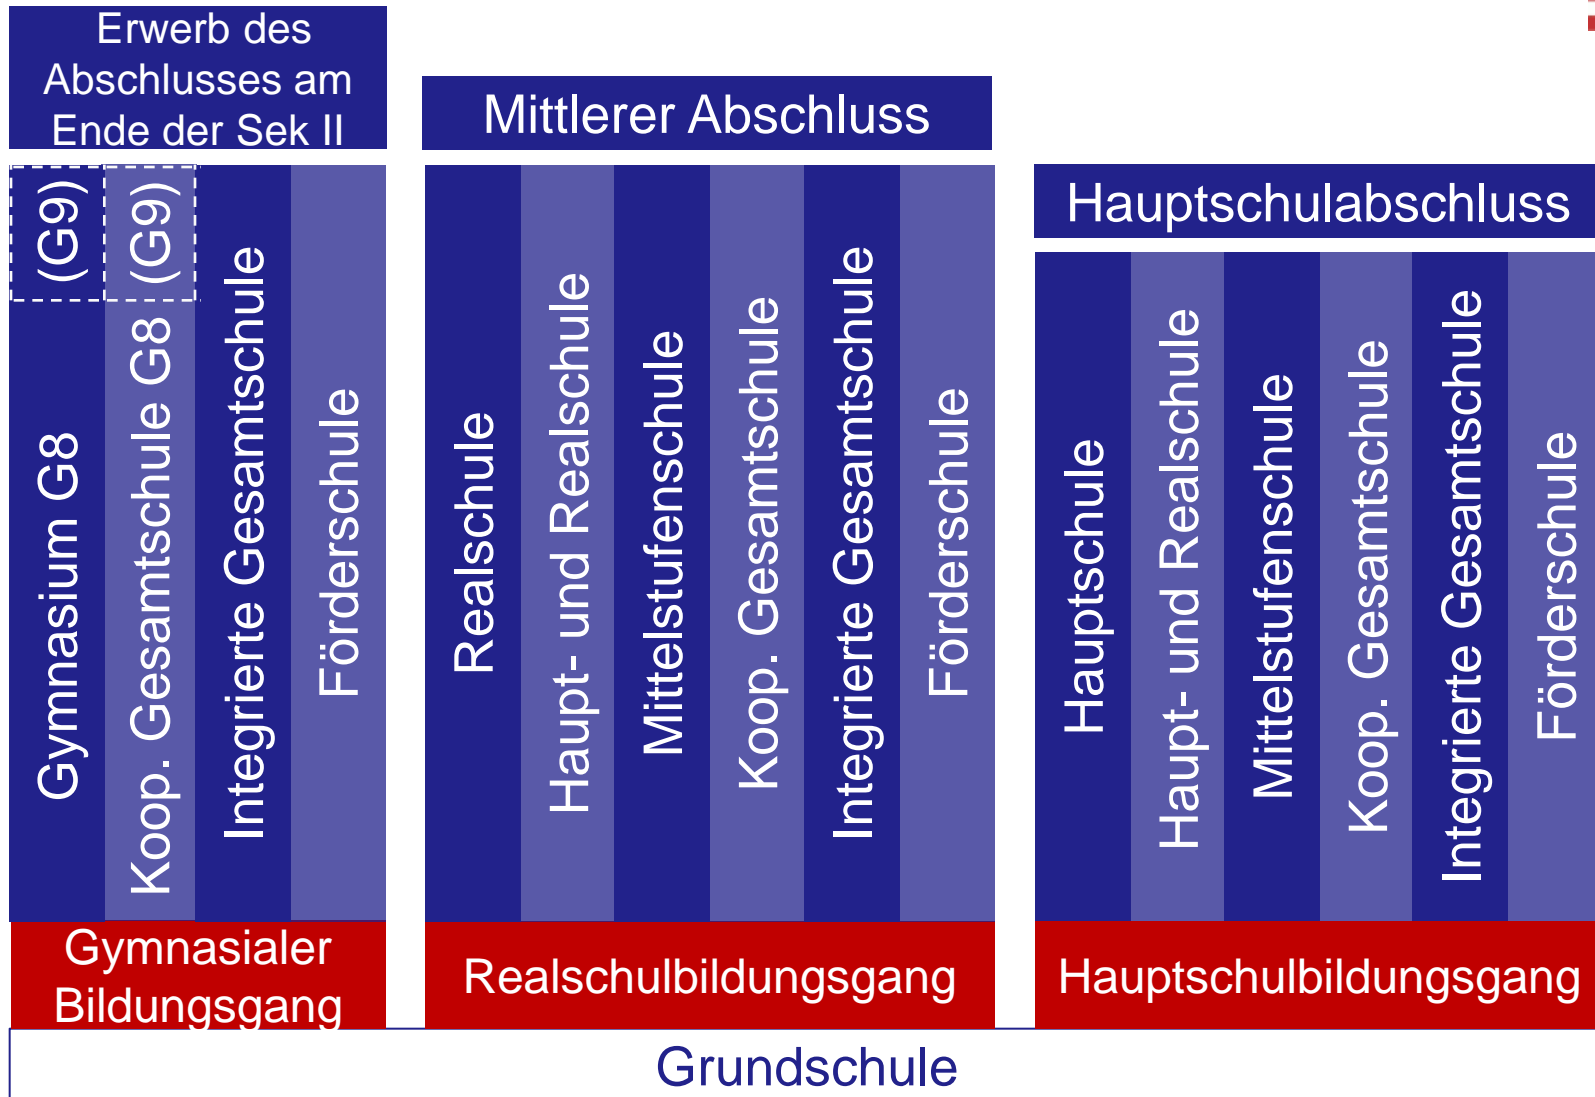 Erwerb des
Abschlusses am
Ende der Sek II
Mittlerer Abschluss
Hauptschulabschluss
Gymnasium G8 (G9)
Koop. Gesamtschule G8 (G9)
Integrierte Gesamtschule
Förderschule
Realschule
Haupt- und Realschule
Mittelstufenschule
Koop. Gesamtschule
Integrierte Gesamtschule
Förderschule
Hauptschule
Haupt- und Realschule
Mittelstufenschule
Koop. Gesamtschule
Integrierte Gesamtschule
Förderschule
Gymnasialer
Bildungsgang
Realschulbildungsgang
Hauptschulbildungsgang
Grundschule